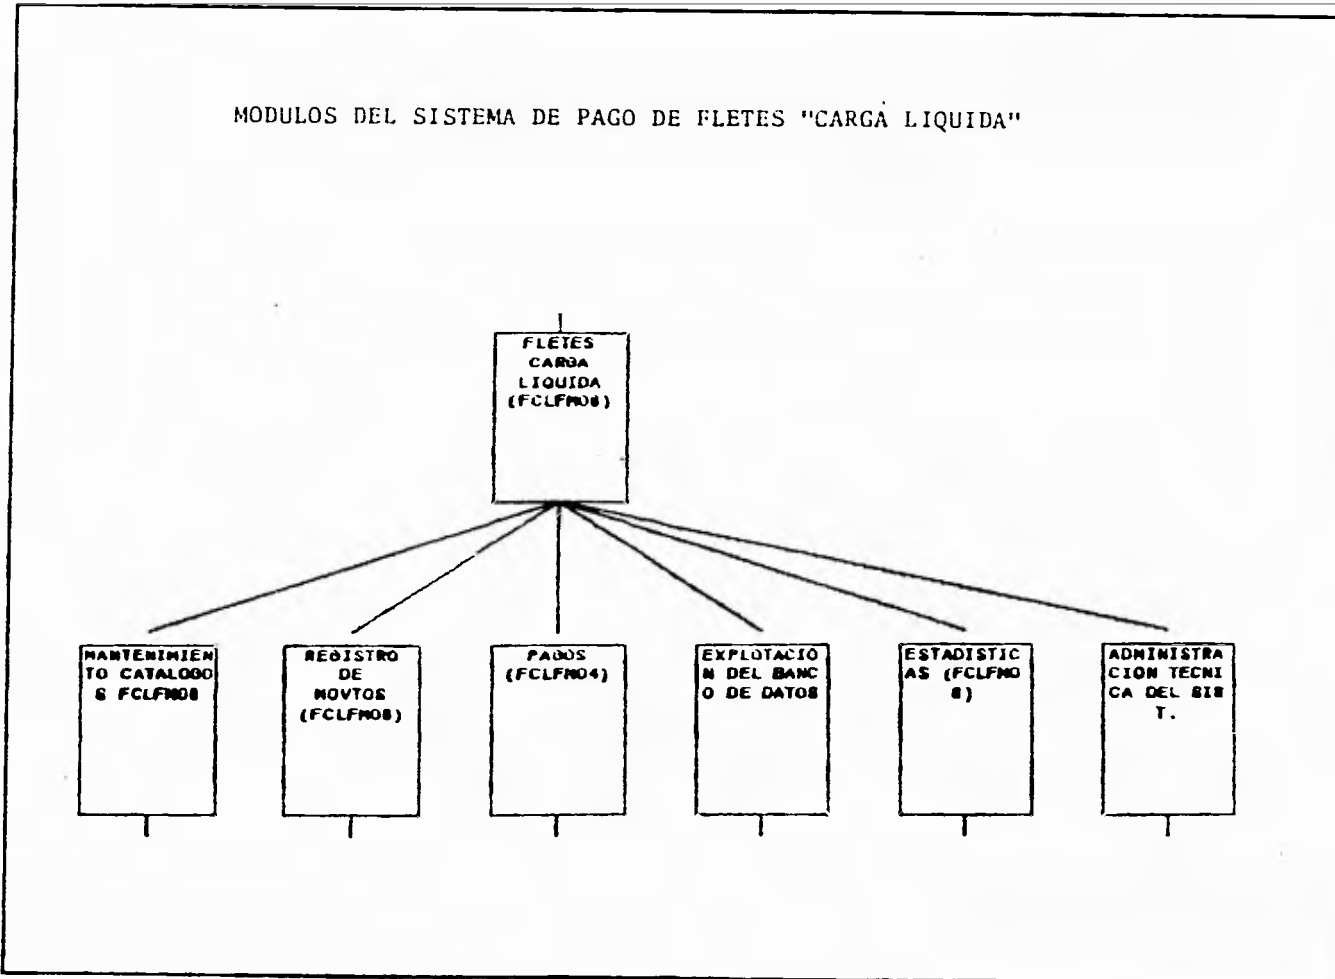 MODULOS DEL SISTEMA DE PAGO DE FLETES "CARGA LIQUIDA"
FLETES
CARGA
LIQUIDA
MANTENIMIEN
TO CATALOGO
S
REGISTRO
DE
MOVTOS
PAGOS
(FCLFM04)
EXPLOTACIO
N DEL BANC
O DE DATOS
ESTADISTIC
AS
ADMINISTRA
CION TECNI
CA DEL SIS
T.